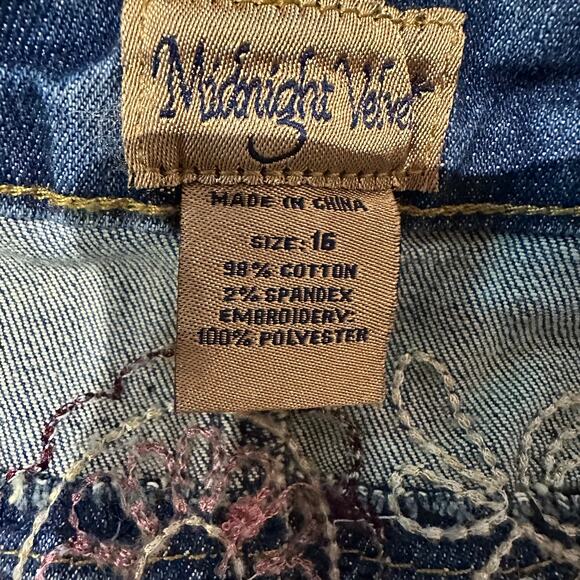 Midnight Velvet
MADE IN CHINA
SIZE: 16
98% COTTON
2% SPANDEX
EMBROIDERY:
100% POLYESTER